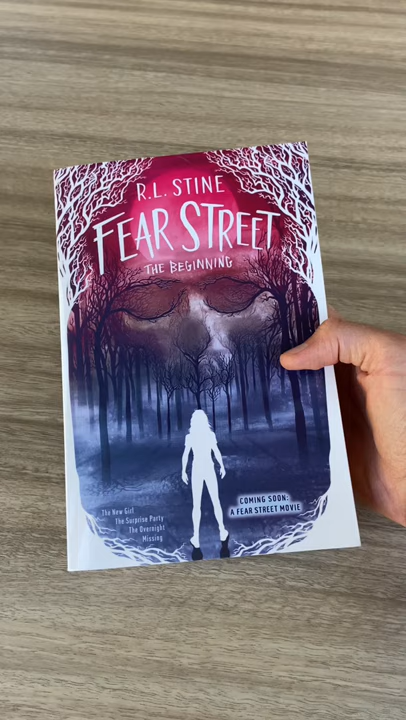 R.L. STINE
FEAR STREET
THE BEGINNING
The New Girl
The Surprise Party
The Overnight
Missing
COMING SOON:
A FEAR STREET MOVIE